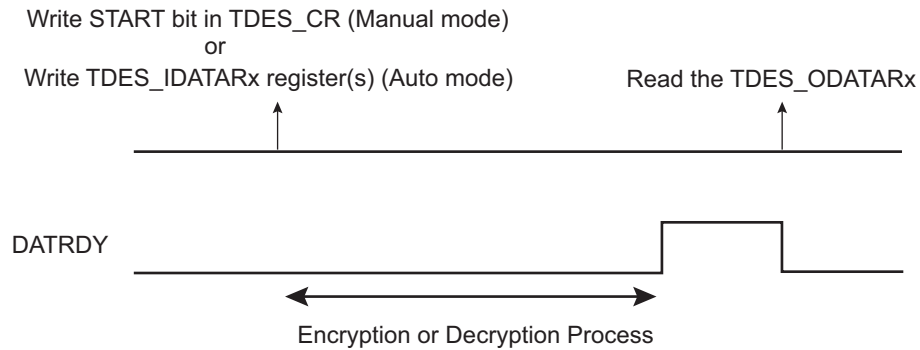 Write START bit in TDES_CR (Manual mode)
or
Write TDES_IDATARx register(s) (Auto mode)
Read the TDES_ODATARx
DATRDY
Encryption or Decryption Process